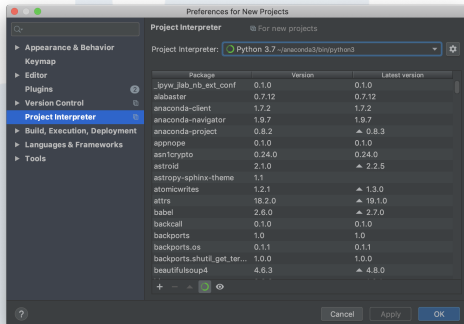 Preferences for New Projects
Project Interpreter For new projects
Appearance & Behavior
Keymap
Editor
Plugins 2
Version Control
Project Interpreter
Build, Execution, Deployment
Languages & Frameworks
Tools
Project Interpreter: Python 3.7 ~/anaconda3/bin/python3
Package Version Latest version
_ipyw_jlab_nb_ext_conf 0.1.0 0.1.0
alabaster 0.7.12 0.7.12
anaconda-client 1.7.2 1.7.2
anaconda-navigator 1.9.7 1.9.7
anaconda-project 0.8.2 ▲ 0.8.3
appnope 0.1.0 0.1.0
asn1crypto 0.24.0 0.24.0
astroid 2.1.0 ▲ 2.2.5
astropy-sphinx-theme 1.1
atomicwrites 1.2.1 ▲ 1.3.0
attrs 18.2.0 ▲ 19.1.0
babel 2.6.0 ▲ 2.7.0
backcall 0.1.0 0.1.0
backports 1.0 1.0
backports.os 0.1.1 0.1.1
backports.shutil_get_ter... 1.0.0 1.0.0
beautifulsoup4 4.6.3 ▲ 4.8.0
? Cancel Apply OK